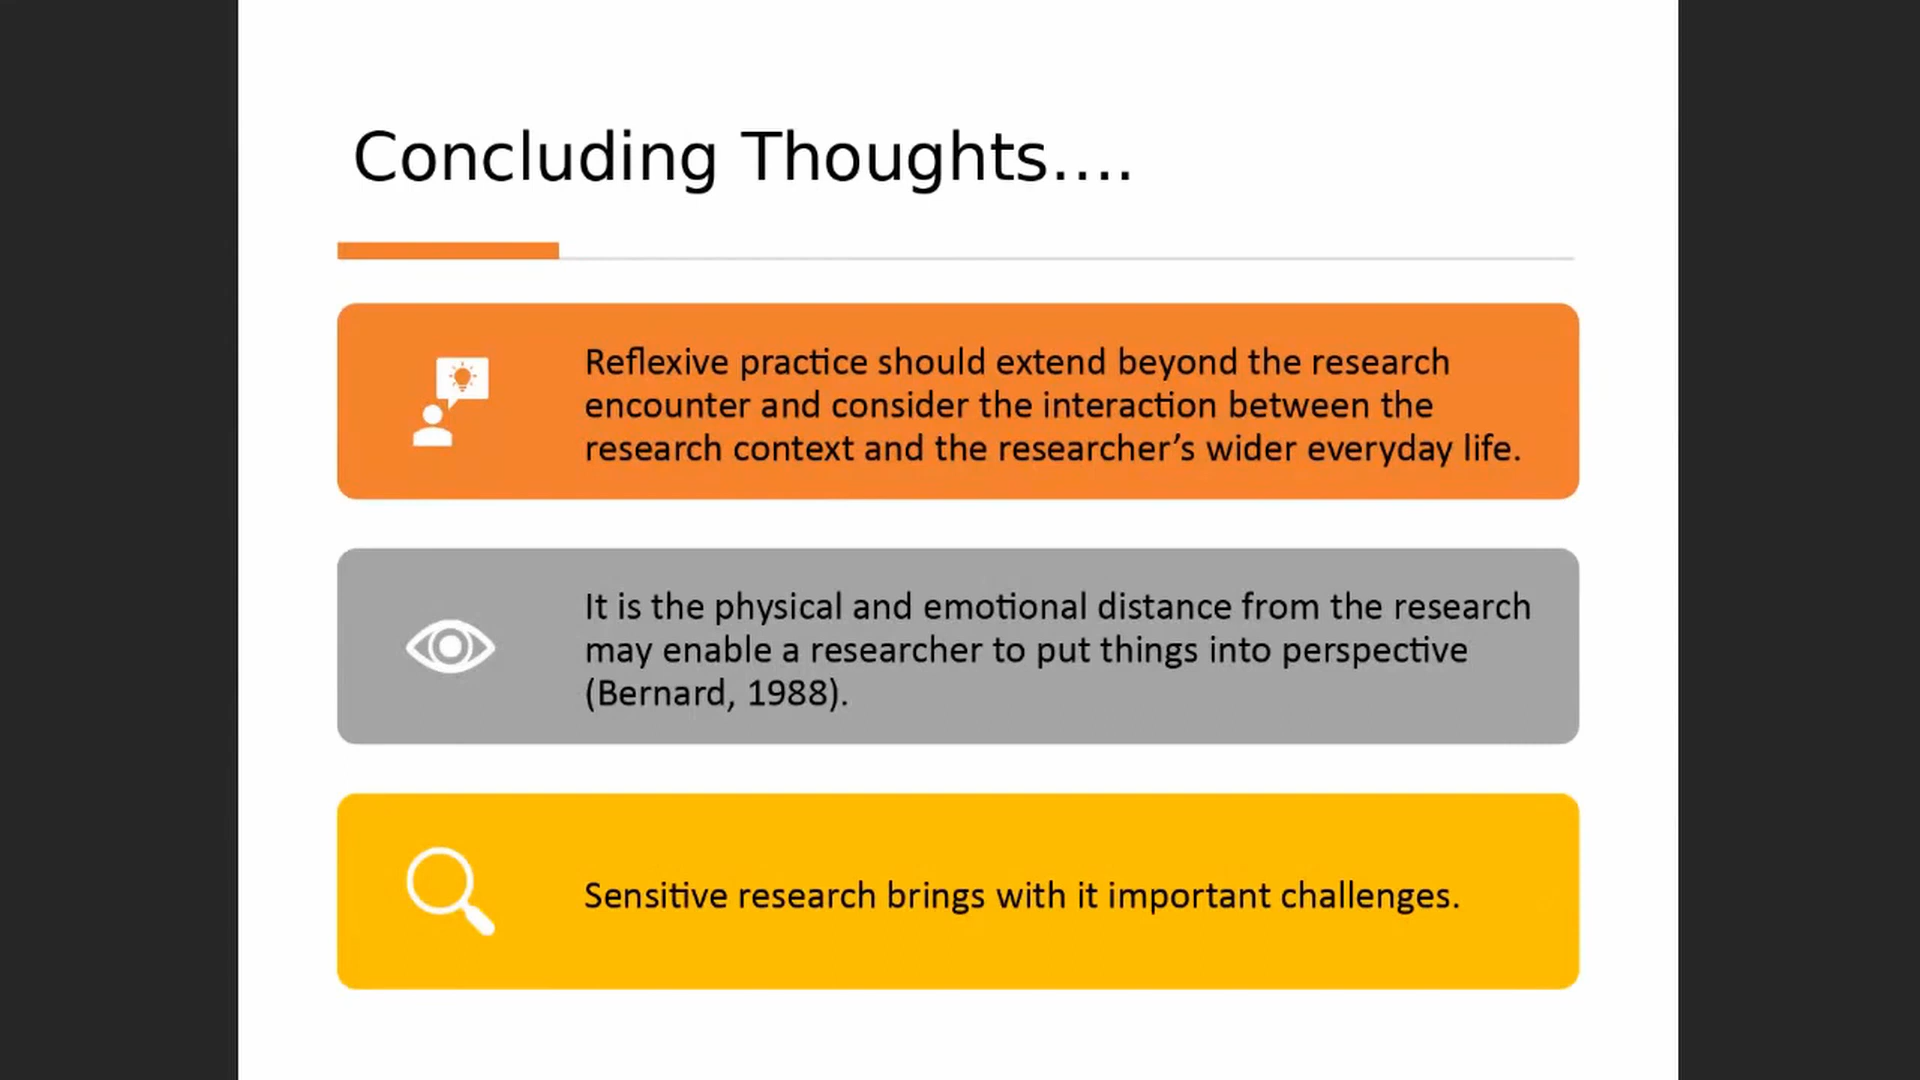 Concluding Thoughts....
Reflexive practice should extend beyond the research
encounter and consider the interaction between the
research context and the researcher’s wider everyday life.
It is the physical and emotional distance from the research
may enable a researcher to put things into perspective
(Bernard, 1988).
Sensitive research brings with it important challenges.